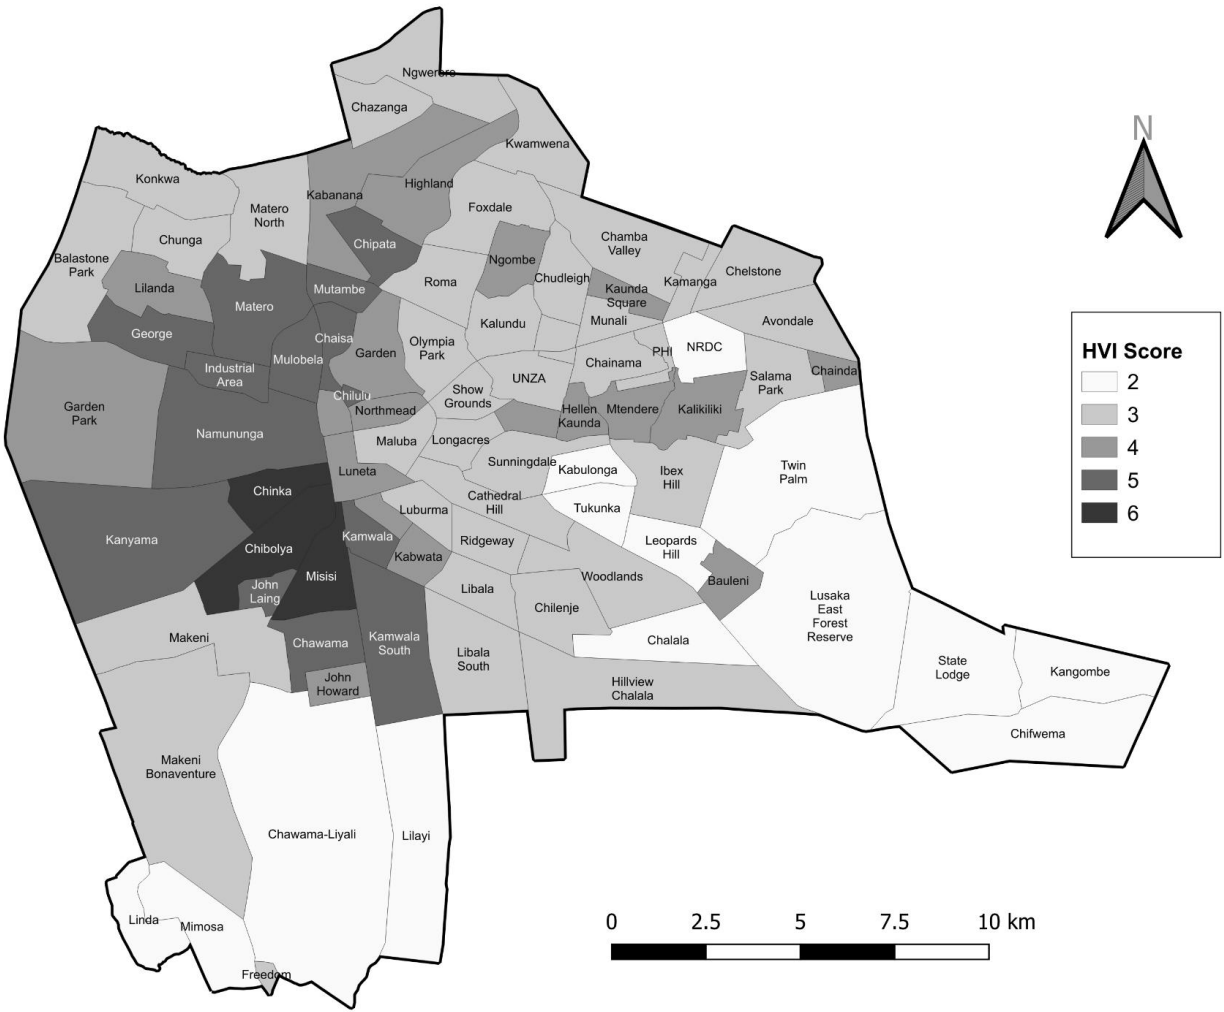 Ngwerere
Chazanga
Kwamwena
Konkwa
Kabanana
Highland
Matero
North
Foxdale
Chunga
Chipata
Chamba
Valley
Balastone
Park
Ngombe
Chudleigh
Kamanga
Chelstone
Lilanda
Mutambe
Roma
Kaunda
Square
Matero
George
Chaisa
Kalundu
Munali
Avondale
Industrial
Area
Mulobela
Garden
Olympia
Park
Chainama
PHI
NRDC
UNZA
Salama
Park
Chainda
Garden
Park
Chilulu
Northmead
Show
Grounds
Hellen
Kaunda
Mtendere
Kalikiliki
Namununga
Maluba
Longacres
Luneta
Sunningdale
Kabulonga
Ibex
Hill
Twin
Palm
Chinka
Cathedral
Hill
Tukunka
Luburma
Kanyama
Chibolya
Kamwala
Kabwata
Ridgeway
Leopards
Hill
Misisi
John
Laing
Libala
Woodlands
Bauleni
Chilenje
Lusaka
East
Forest
Reserve
Makeni
Chawama
Kamwala
South
Libala
South
Chalala
State
Lodge
Kangombe
John
Howard
Hillview
Chalala
Chifwema
Makeni
Bonaventure
Chawama-Liyali
Lilayi
Linda
Mimosa
Freedom
N
HVI Score
2
3
4
5
6
0 2.5 5 7.5 10 km